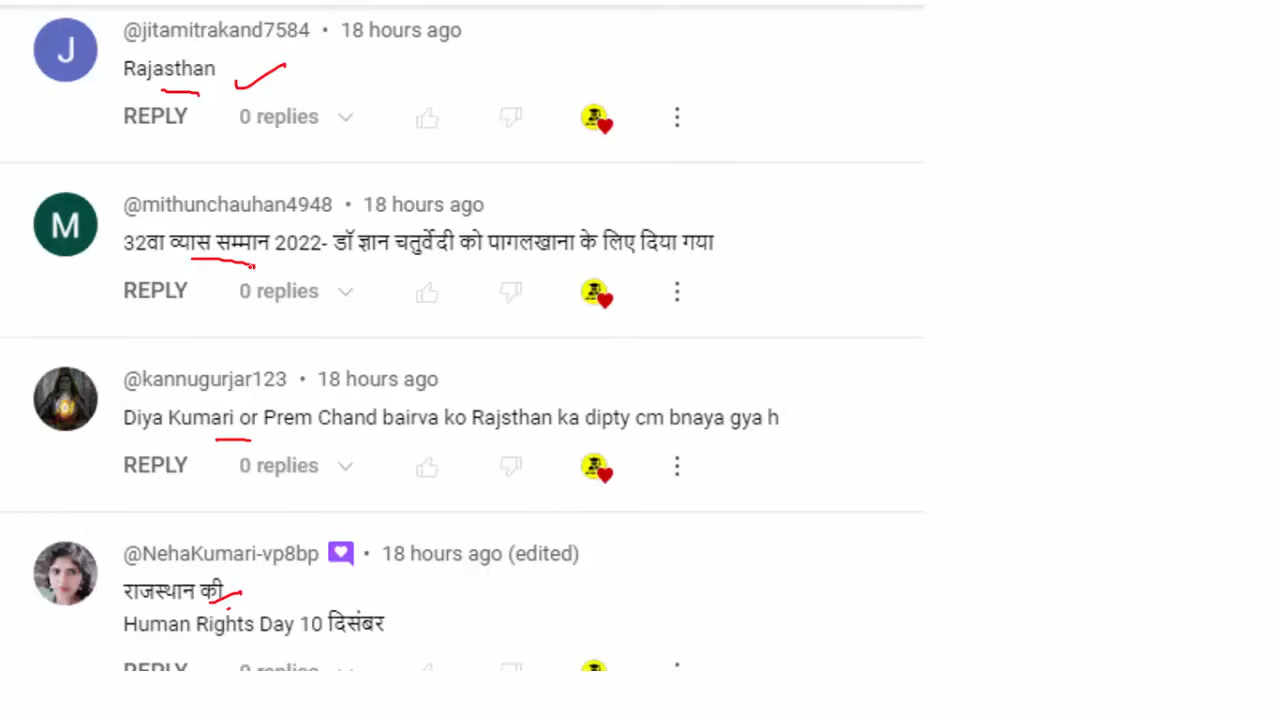 J
@jitamitrakand7584 • 18 hours ago
Rajasthan
REPLY 0 replies
M
@mithunchauhan4948 • 18 hours ago
32वा व्यास सम्मान 2022- डॉ ज्ञान चतुर्वेदी को पागलखाना के लिए दिया गया
REPLY 0 replies
@kannugurjar123 • 18 hours ago
Diya Kumari or Prem Chand bairva ko Rajsthan ka dipty cm bnaya gya h
REPLY 0 replies
@NehaKumari-vp8bp • 18 hours ago (edited)
राजस्थान की
Human Rights Day 10 दिसंबर
REPLY 0 replies